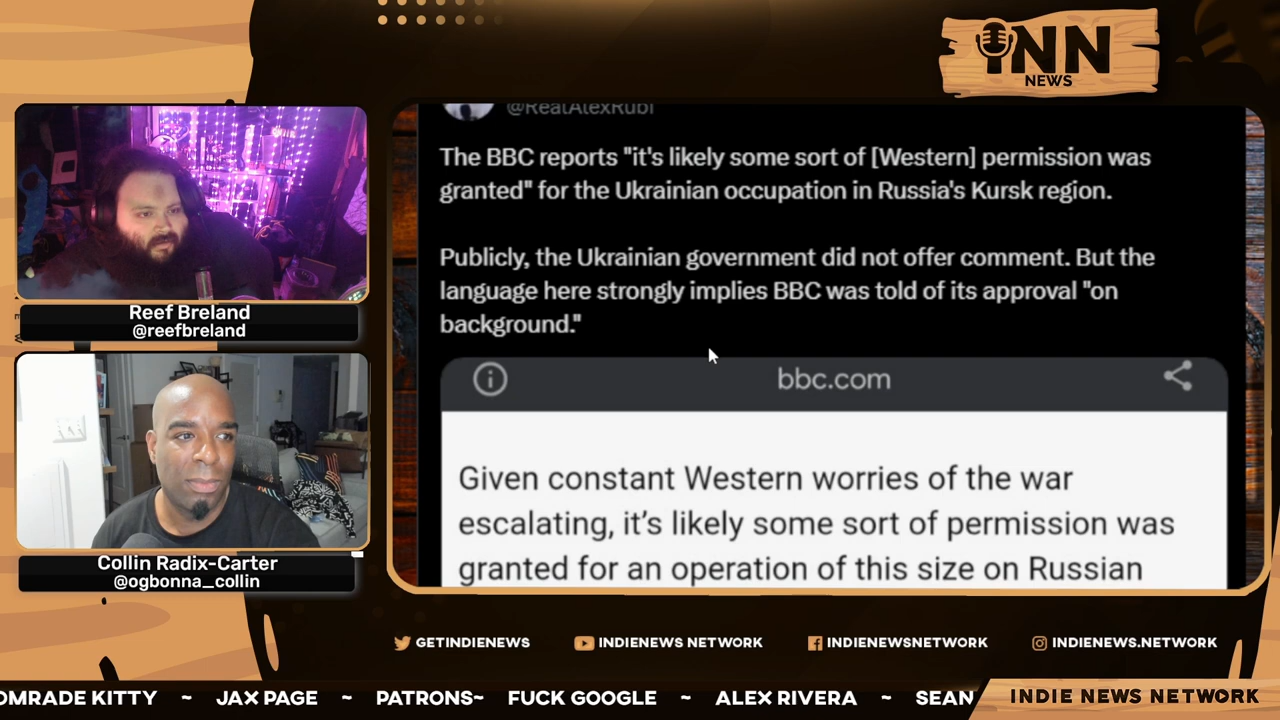 INN
NEWS
@RealAlexRubi
The BBC reports "it's likely some sort of [Western] permission was
granted" for the Ukrainian occupation in Russia's Kursk region.
Publicly, the Ukrainian government did not offer comment. But the
language here strongly implies BBC was told of its approval "on
background."
bbc.com
Given constant Western worries of the war
escalating, it's likely some sort of permission was
granted for an operation of this size on Russian
Reef Breland
@reefbreland
Collin Radix-Carter
@ogbonna_collin
GETINDIENEWS
INDIENEWS NETWORK
INDIENEWSNETWORK
INDIENEWS.NETWORK
OMRADE KITTY ~ JAX PAGE ~ PATRONS~ FUCK GOOGLE ~ ALEX RIVERA ~ SEAN
INDIE NEWS NETWORK